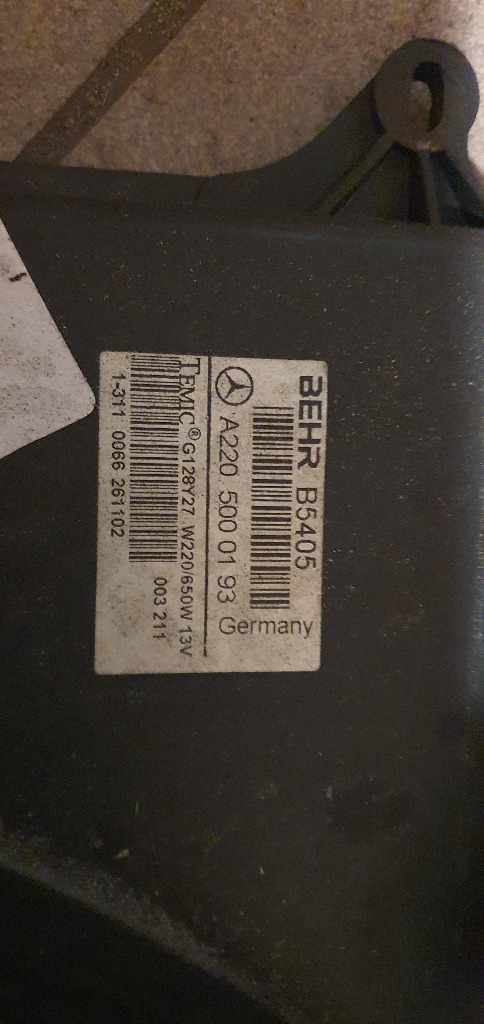 BEHR B5405
A220 500 01 93
Germany
TEMIC® G128Y27 W220/650W 13V
003 211
1-311 0066 261102